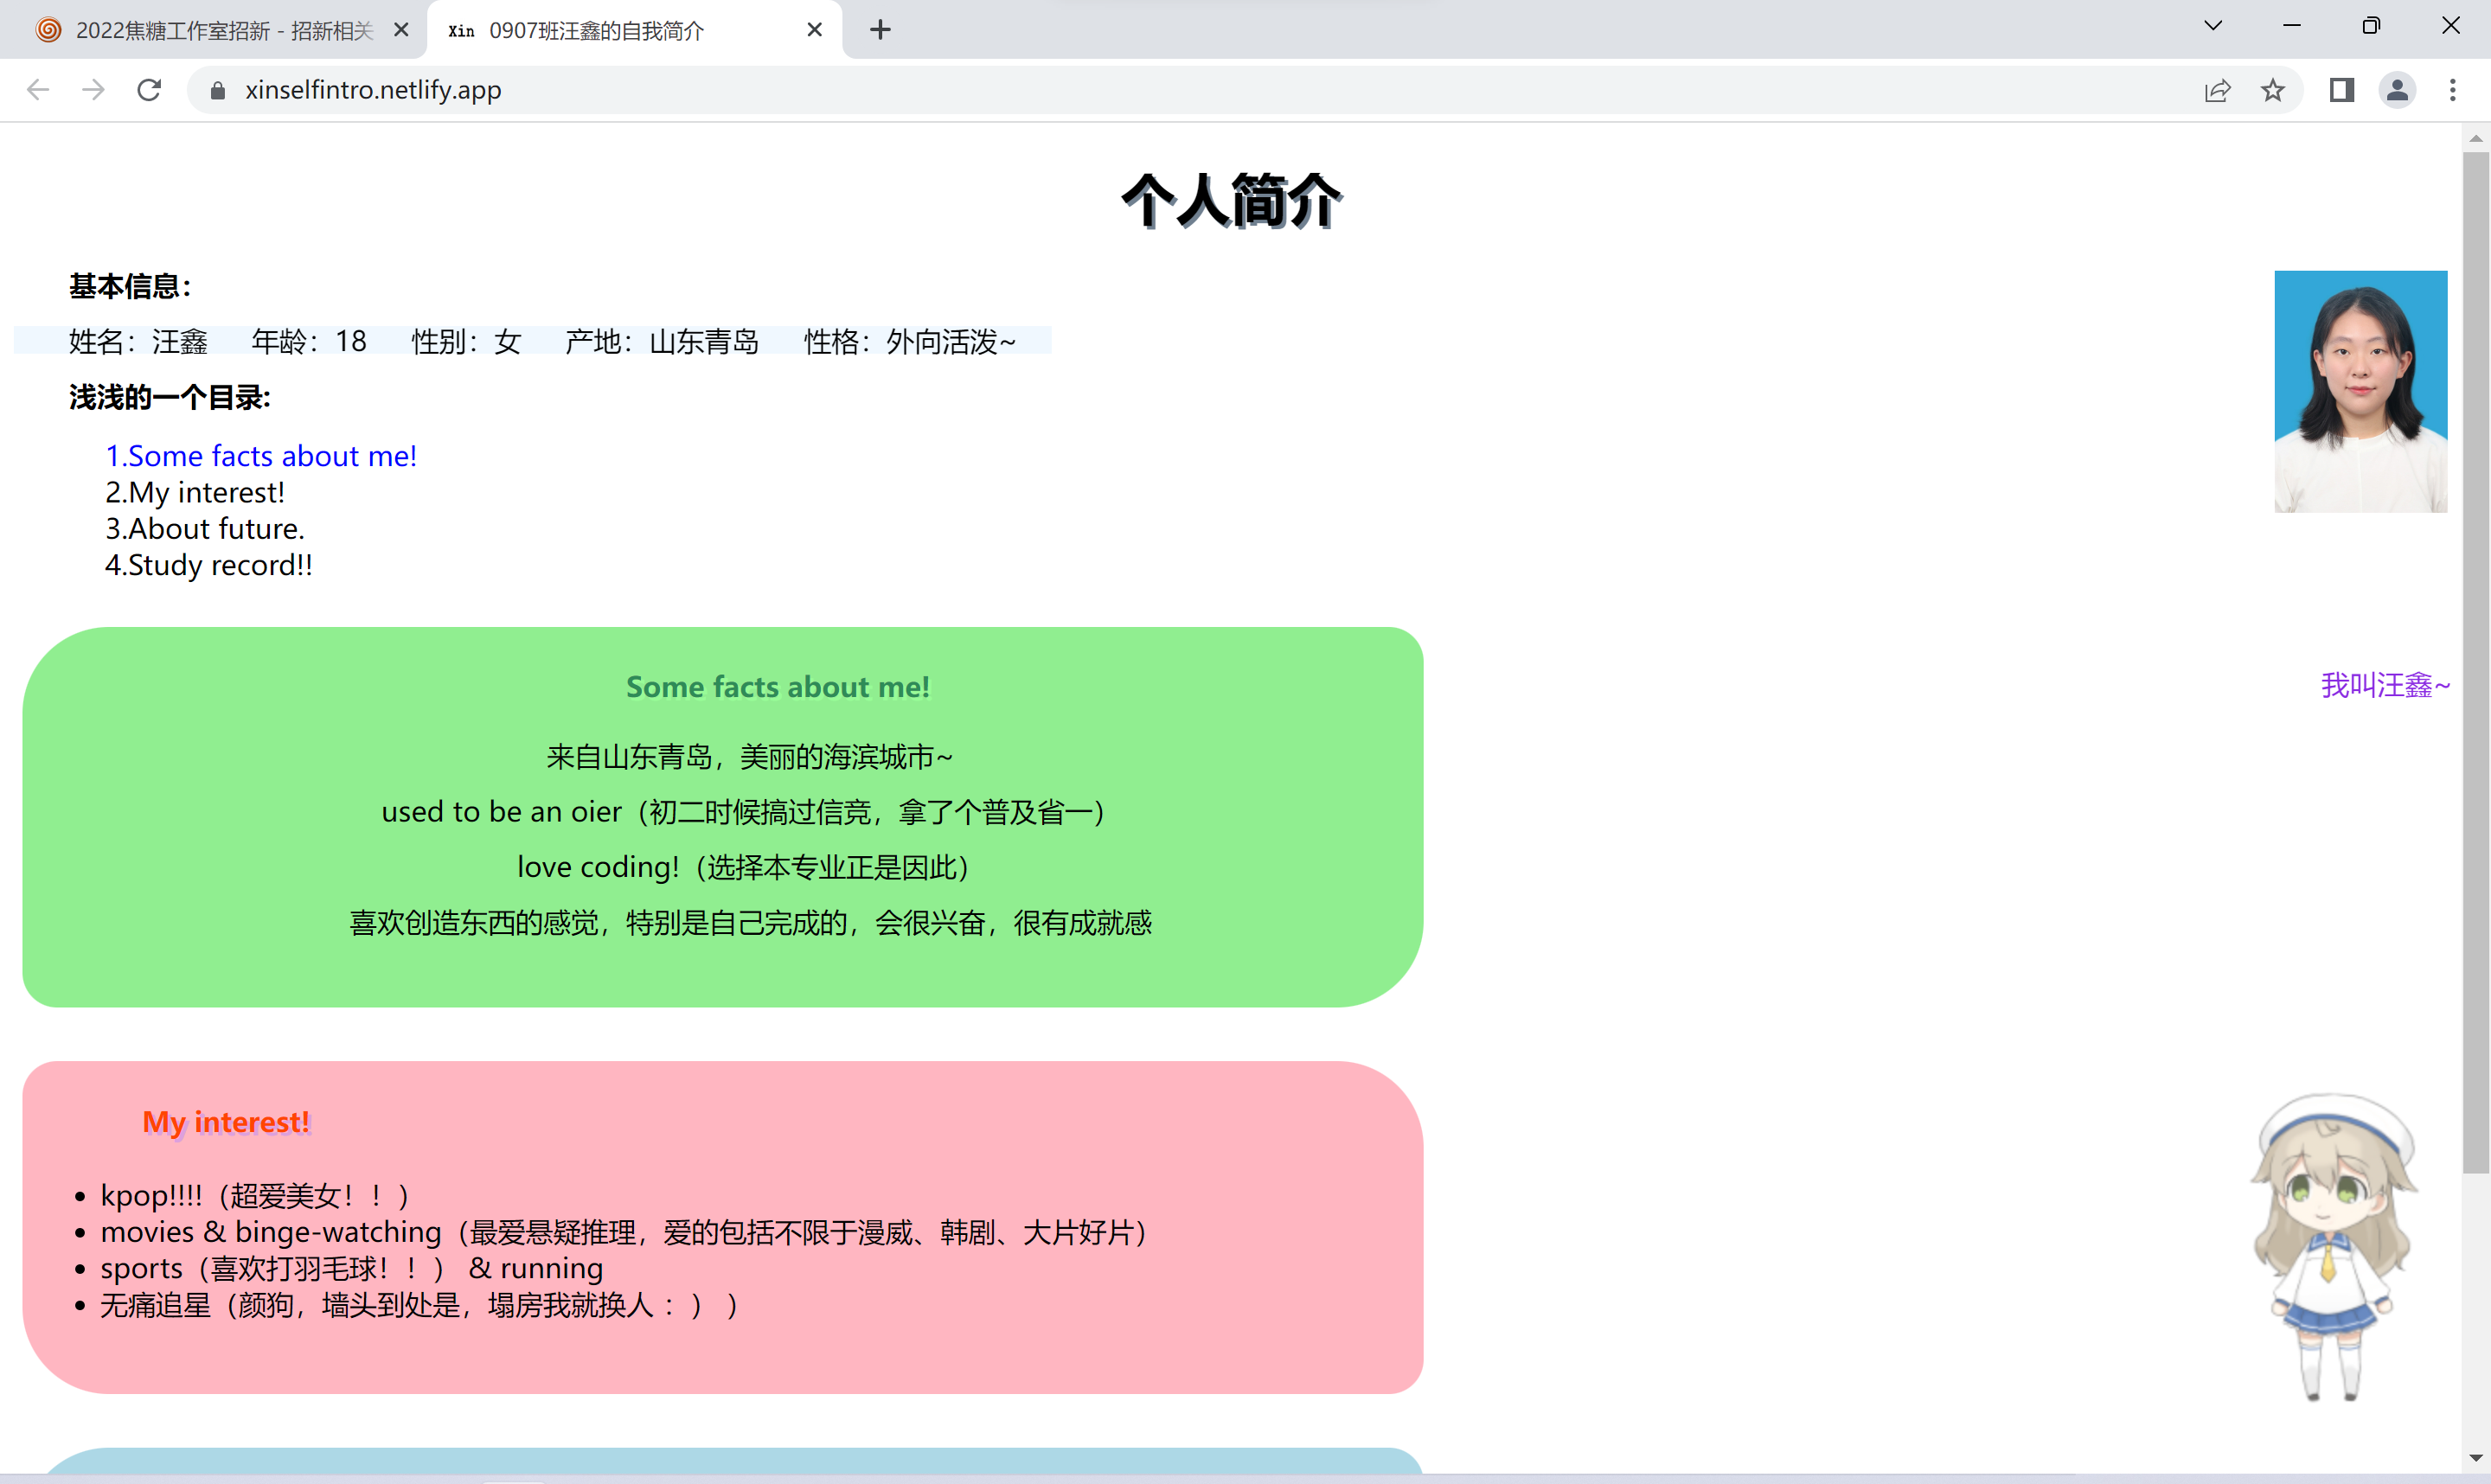 2022焦糖工作室招新 - 招新相关
Xin 0907班汪鑫的自我简介
xinselfintro.netlify.app
个人简介
基本信息：
姓名：汪鑫 年龄：18 性别：女 产地：山东青岛 性格：外向活泼~
浅浅的一个目录:
1.Some facts about me!
2.My interest!
3.About future.
4.Study record!!
Some facts about me!
我叫汪鑫~
来自山东青岛，美丽的海滨城市~
used to be an oier（初二时候搞过信竞，拿了个普及省一）
love coding!（选择本专业正是因此）
喜欢创造东西的感觉，特别是自己完成的，会很兴奋，很有成就感
My interest!
• kpop!!!!（超爱美女！！）
• movies & binge-watching（最爱悬疑推理，爱的包括不限于漫威、韩剧、大片好片）
• sports（喜欢打羽毛球！！） & running
• 无痛追星（颜狗，墙头到处是，塌房我就换人 ：） ）